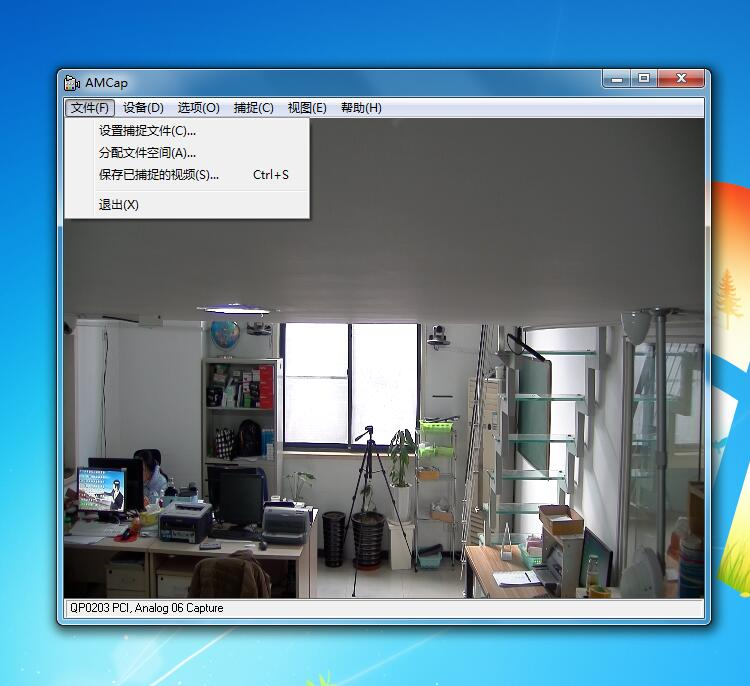 AMCap
文件(F) 设备(D) 选项(O) 捕捉(C) 视图(E) 帮助(H)
设置捕捉文件(C)...
分配文件空间(A)...
保存已捕捉的视频(S)... Ctrl+S
退出(X)
QP0203 PCI, Analog 06 Capture